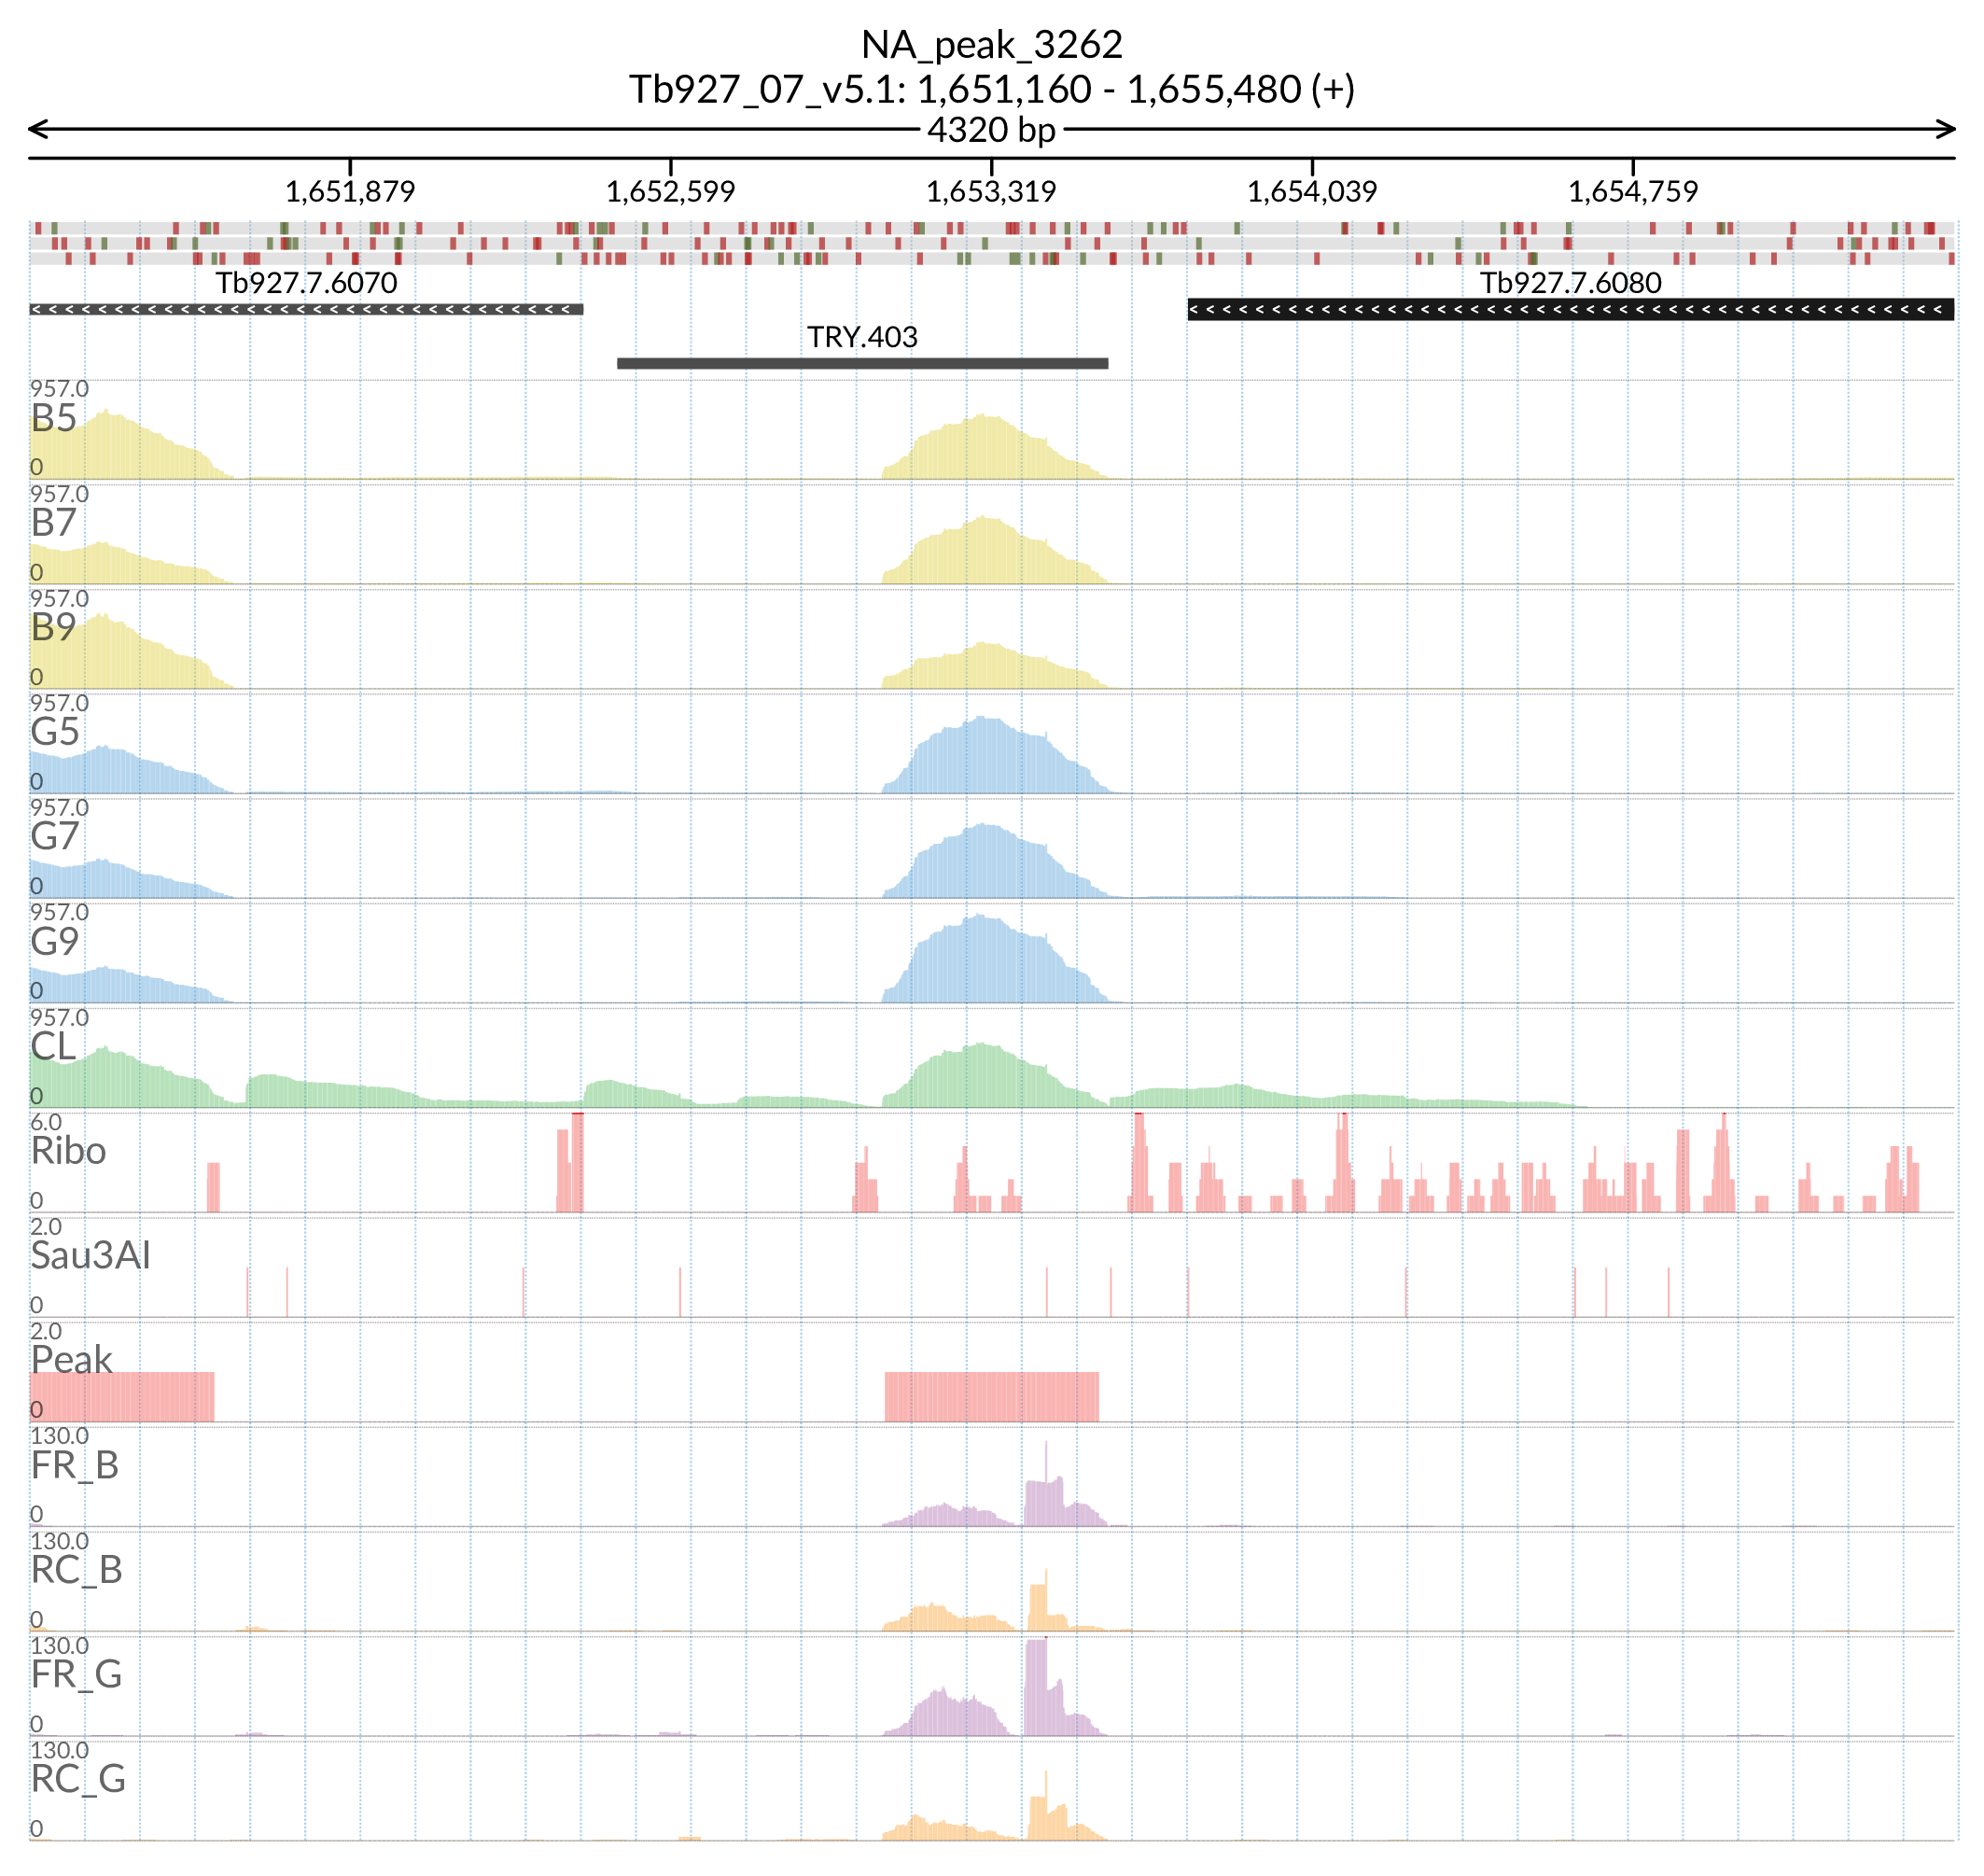 NA_peak_3262
Tb927_07_v5.1: 1,651,160 - 1,655,480 (+)
4320 bp
1,651,879 1,652,599 1,653,319 1,654,039 1,654,759
Tb927.7.6070 Tb927.7.6080
TRY.403
957.0
B5
0
957.0
B7
0
957.0
B9
0
957.0
G5
0
957.0
G7
0
957.0
G9
0
957.0
CL
0
6.0
Ribo
0
2.0
Sau3AI
0
2.0
Peak
0
130.0
FR_B
0
130.0
RC_B
0
130.0
FR_G
0
130.0
RC_G
0